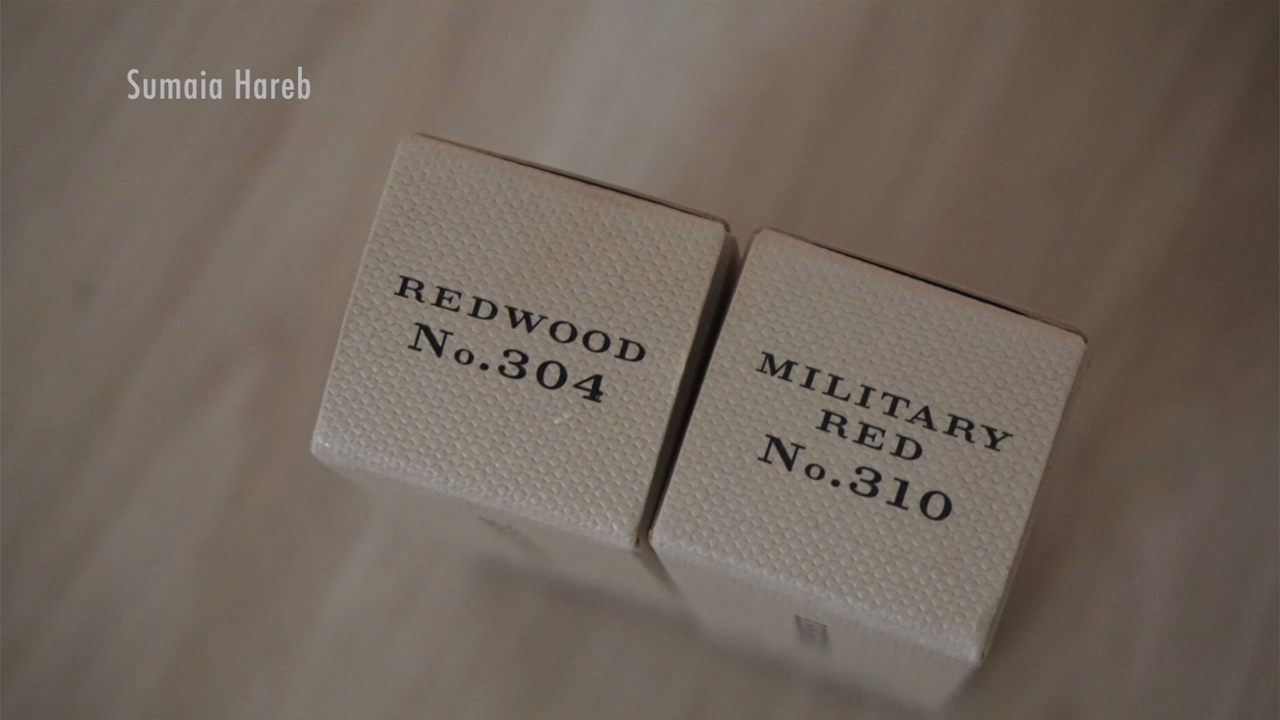 Sumaia Hareb
REDWOOD
No.304
MILITARY
RED
No.310